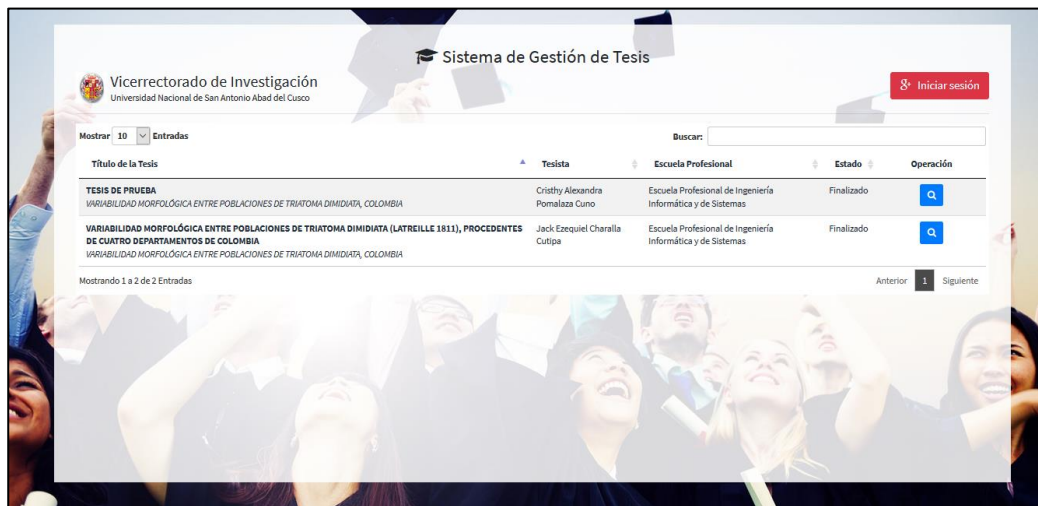 Sistema de Gestión de Tesis
Vicerrectorado de Investigación
Universidad Nacional de San Antonio Abad del Cusco
Iniciar sesión
Mostrar 10 Entradas
Buscar:
Título de la Tesis Tesista Escuela Profesional Estado Operación
TESIS DE PRUEBA
VARIABILIDAD MORFOLÓGICA ENTRE POBLACIONES DE TRIATOMA DIMIDIATA, COLOMBIA
Cristhy Alexandra
Pomalaza Cuno
Escuela Profesional de Ingeniería
Informática y de Sistemas
Finalizado
VARIABILIDAD MORFOLÓGICA ENTRE POBLACIONES DE TRIATOMA DIMIDIATA (LATREILLE 1811), PROCEDENTES
DE CUATRO DEPARTAMENTOS DE COLOMBIA
VARIABILIDAD MORFOLÓGICA ENTRE POBLACIONES DE TRIATOMA DIMIDIATA, COLOMBIA
Jack Ezequiel Charalla
Cutipa
Escuela Profesional de Ingeniería
Informática y de Sistemas
Finalizado
Mostrando 1 a 2 de 2 Entradas
Anterior 1 Siguiente